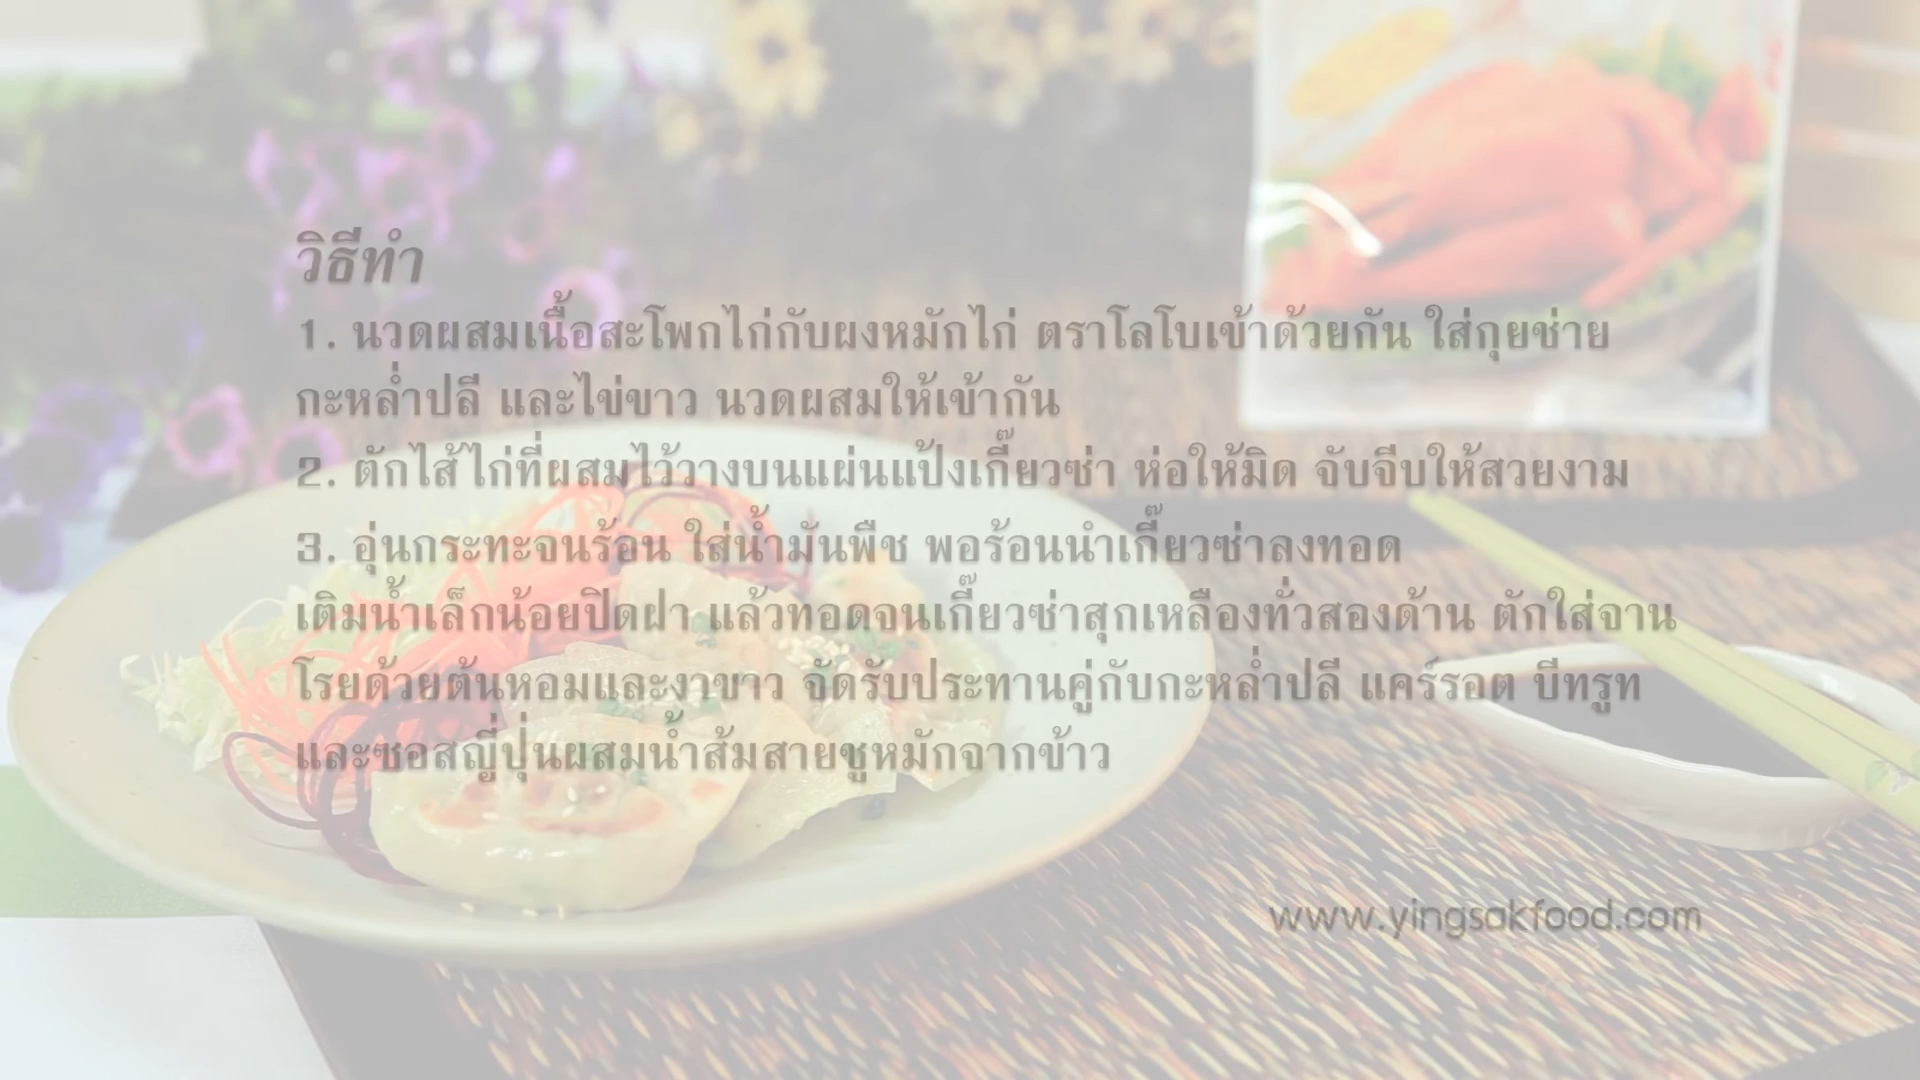 วิธีทำ
1. นวดผสมเนื้อสะโพกไก่กับผงหมักไก่ ตราโลโบเข้าด้วยกัน ใส่กุยช่าย
กะหล่ำปลี และไข่ขาว นวดผสมให้เข้ากัน
2. ตักไส้ไก่ที่ผสมไว้วางบนแผ่นแป้งเกี๊ยวซ่า ห่อให้มิด จับจีบให้สวยงาม
3. อุ่นกระทะจนร้อน ใส่น้ำมันพืช พอร้อนนำเกี๊ยวซ่าลงทอด
เติมน้ำเล็กน้อยปิดฝา แล้วทอดจนเกี๊ยวซ่าสุกเหลืองทั่วสองด้าน ตักใส่จาน
โรยด้วยต้นหอมและงาขาว จัดรับประทานคู่กับกะหล่ำปลี แคร์รอต บีทรูท
และซอสญี่ปุ่นผสมน้ำส้มสายชูหมักจากข้าว
www.yingsakfood.com